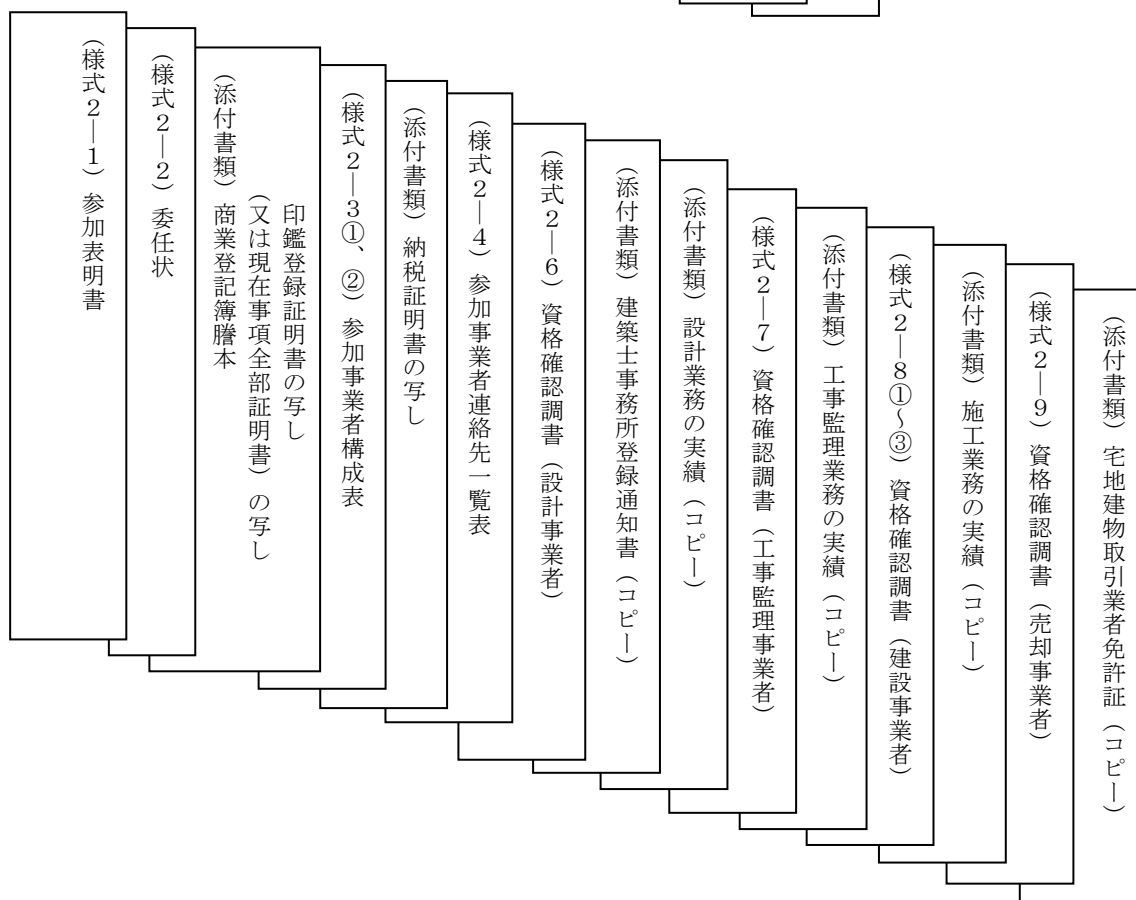 （様式２―１）参加表明書
（様式２―２）委任状
（添付書類）商業登記簿謄本
（又は現在事項全部証明書）の写し
印鑑登録証明書の写し
（様式２―３①、②）参加事業者構成表
（添付書類）納税証明書の写し
（様式２―４）参加事業者連絡先一覧表
（様式２―６）資格確認調書（設計事業者）
（添付書類）建築士事務所登録通知書（コピー）
（添付書類）設計業務の実績（コピー）
（様式２―７）資格確認調書（工事監理事業者）
（添付書類）工事監理業務の実績（コピー）
（様式２―８①～③）資格確認調書（建設事業者）
（添付書類）施工業務の実績（コピー）
（様式２―９）資格確認調書（売却事業者）
（添付書類）宅地建物取引業者免許証（コピー）